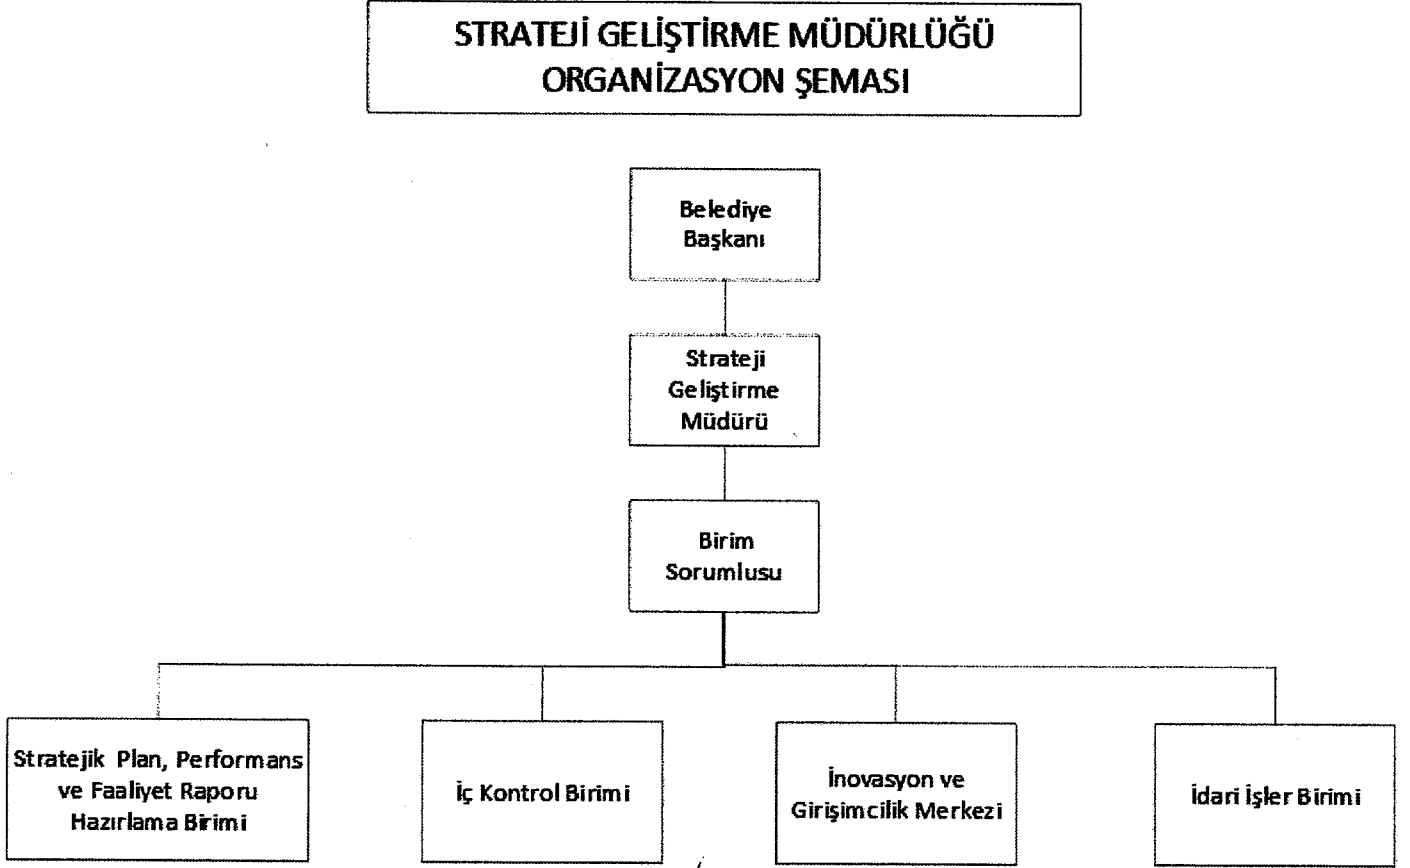 STRATEJİ GELİŞTİRME MÜDÜRLÜĞÜ
ORGANİZASYON ŞEMASI
Belediye
Başkanı
Strateji
Geliştirme
Müdürü
Birim
Sorumlusu
Stratejik Plan, Performans
ve Faaliyet Raporu
Hazırlama Birimi
İç Kontrol Birimi
İnovasyon ve
Girişimcilik Merkezi
İdari İşler Birimi